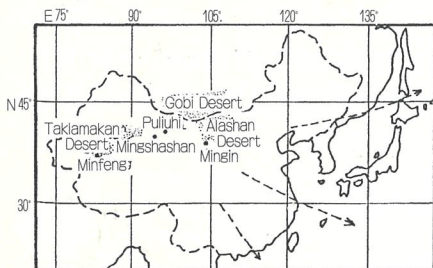 E 75° 90° 105° 120° 135°
N 45°
Gobi Desert
Puliuhi
Taklamakan
Desert
Alashan
Desert
Mingshashan
Mingin
Minfeng
30°